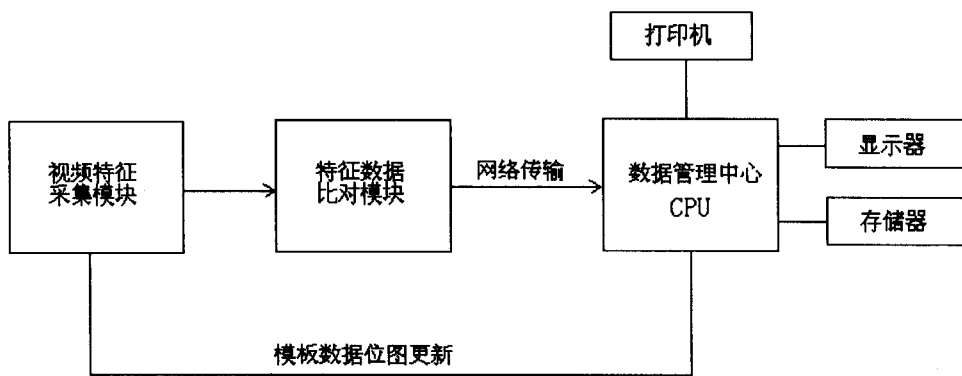 打印机
视频特征
采集模块
特征数据
比对模块
网络传输
数据管理中心
CPU
显示器
存储器
模板数据位图更新